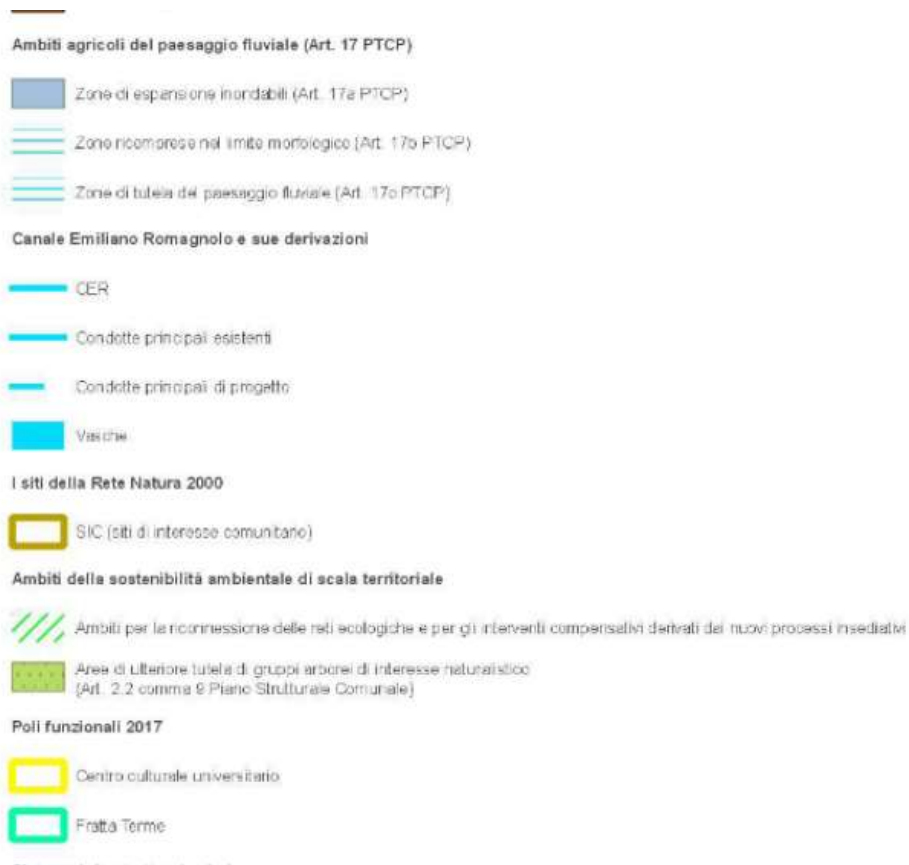 Ambiti agricoli del paesaggio fluviale (Art. 17 PTCP)
Zone di espansione inondabili (Art. 17a PTCP)
Zone ricomprese nel limite morfologico (Art. 17b PTCP)
Zone di tutela del paesaggio fluviale (Art. 17c PTCP)
Canale Emiliano Romagnolo e sue derivazioni
CER
Condotte principali esistenti
Condotte principali di progetto
Vasche
I siti della Rete Natura 2000
SIC (siti di interesse comunitario)
Ambiti della sostenibilità ambientale di scala territoriale
Ambiti per la riconnessione delle reti ecologiche e per gli interventi compensativi derivati dai nuovi processi insediativi
Aree di ulteriore tutela di gruppi arborei di interesse naturalistico
(Art. 2.2 comma 9 Piano Strutturale Comunale)
Poli funzionali 2017
Centro culturale universitario
Fratta Terme